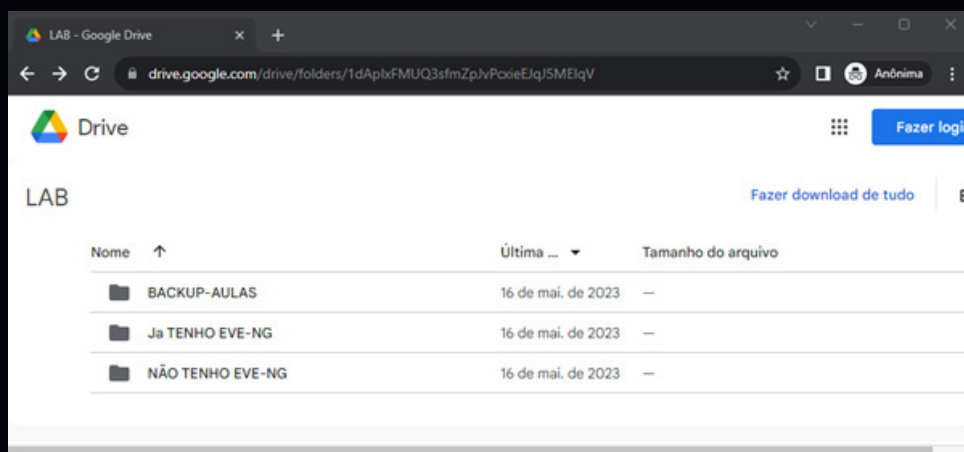 LAB - Google Drive
drive.google.com/drive/folders/1dAplxFMUQ3sfmZpJvPcxieEJqJ5MElqV
Anônima
Drive
Fazer logi
LAB
Fazer download de tudo
Nome
Última ...
Tamanho do arquivo
BACKUP-AULAS
16 de mai. de 2023 —
Ja TENHO EVE-NG
16 de mai. de 2023 —
NÃO TENHO EVE-NG
16 de mai. de 2023 —